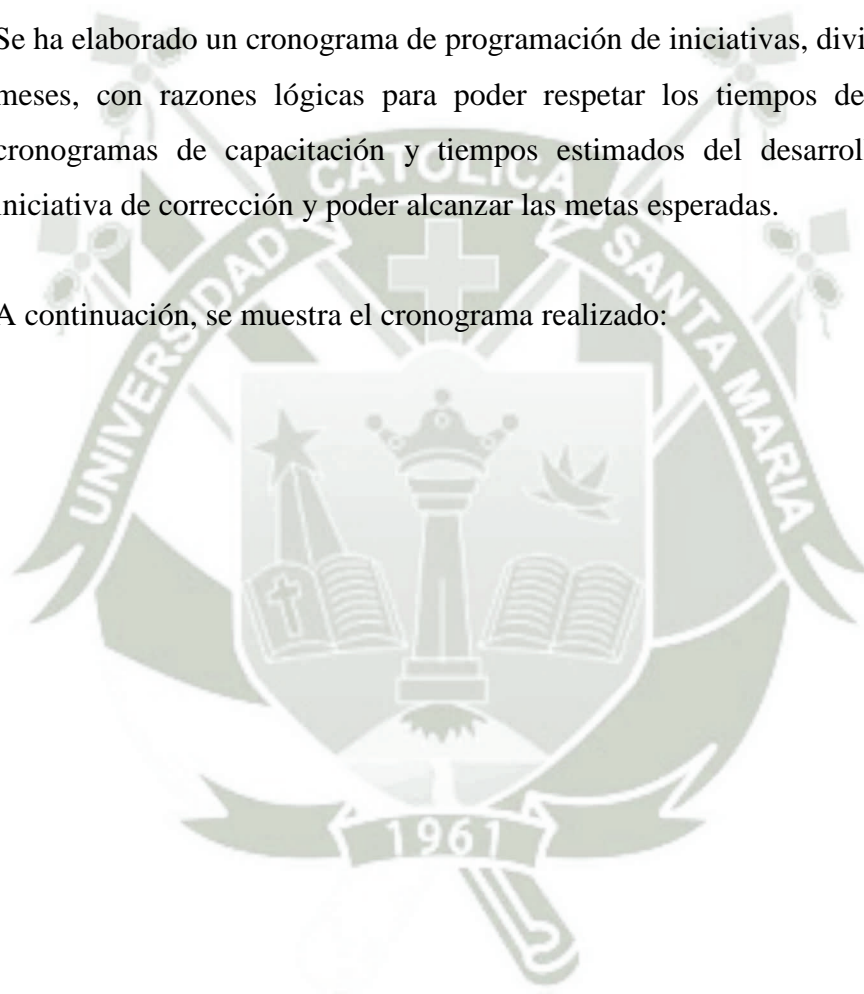 Se ha elaborado un cronograma de programación de iniciativas, divi
meses, con razones lógicas para poder respetar los tiempos de
cronogramas de capacitación y tiempos estimados del desarrol
iniciativa de corrección y poder alcanzar las metas esperadas.
A continuación, se muestra el cronograma realizado:
UNIVERSIDAD CATOLICA SANTA MARIA
1961